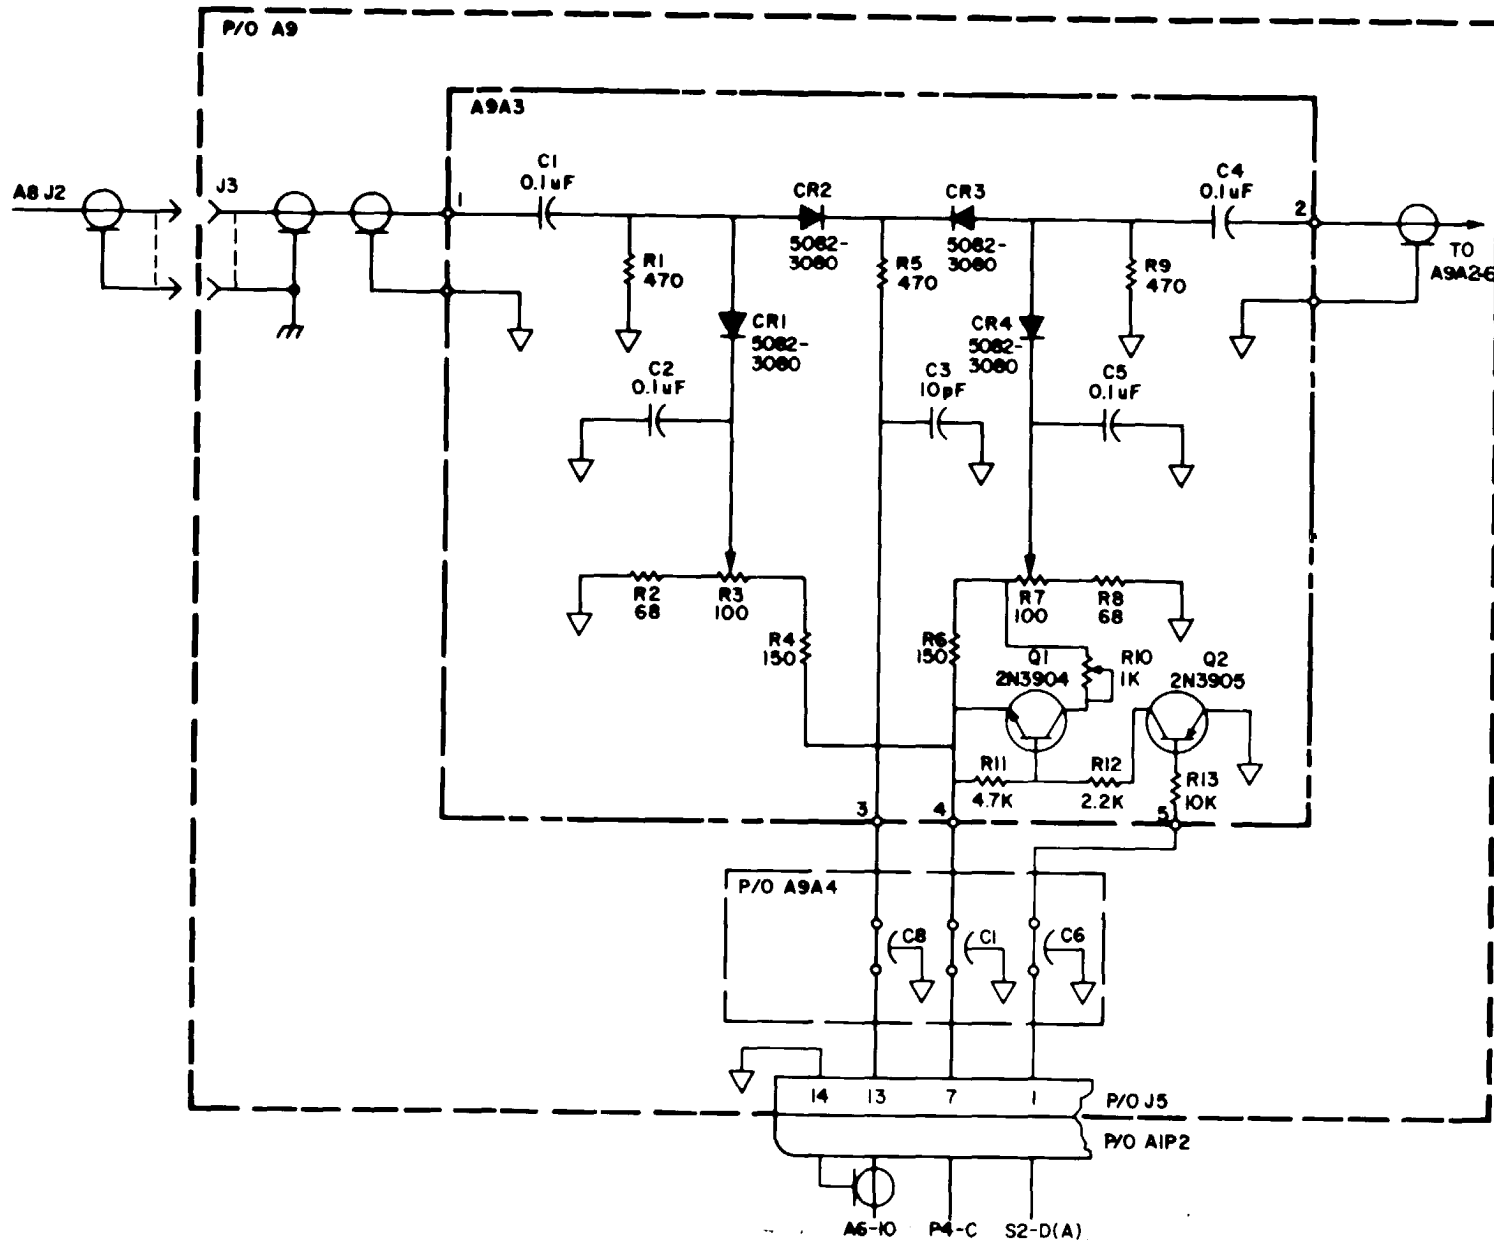 P/O A9
A9A3
A8 J2
J3
1
C1
0.1uF
CR2
5082-
3080
CR3
5082-
3080
C4
0.1uF
2
TO
A9A2-6
R1
470
R5
470
R9
470
CR1
5082-
3080
CR4
5082-
3080
C2
0.1uF
C3
10pF
C5
0.1uF
R2
68
R3
100
R7
100
R8
68
R4
150
R6
150
Q1
2N3904
R10
1K
Q2
2N3905
R11
4.7K
R12
2.2K
R13
10K
3
4
5
P/O A9A4
C8
C1
C6
14
13
7
1
P/O J5
P/O A1P2
A6-10
P4-C
S2-D(A)